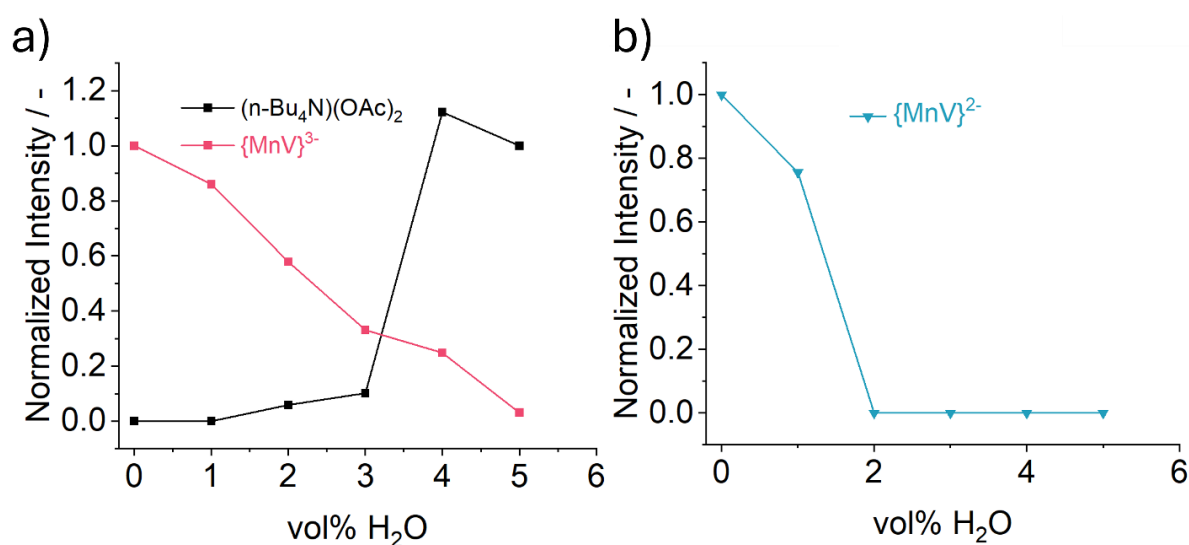 a)
Normalized Intensity / -
1.2
1.0
0.8
0.6
0.4
0.2
0.0
(n-Bu₄N)(OAc)₂
{MnV}³⁻
0 1 2 3 4 5 6
vol% H₂O
b)
Normalized Intensity / -
1.0
0.8
0.6
0.4
0.2
0.0
{MnV}²⁻
0 2 4 6
vol% H₂O